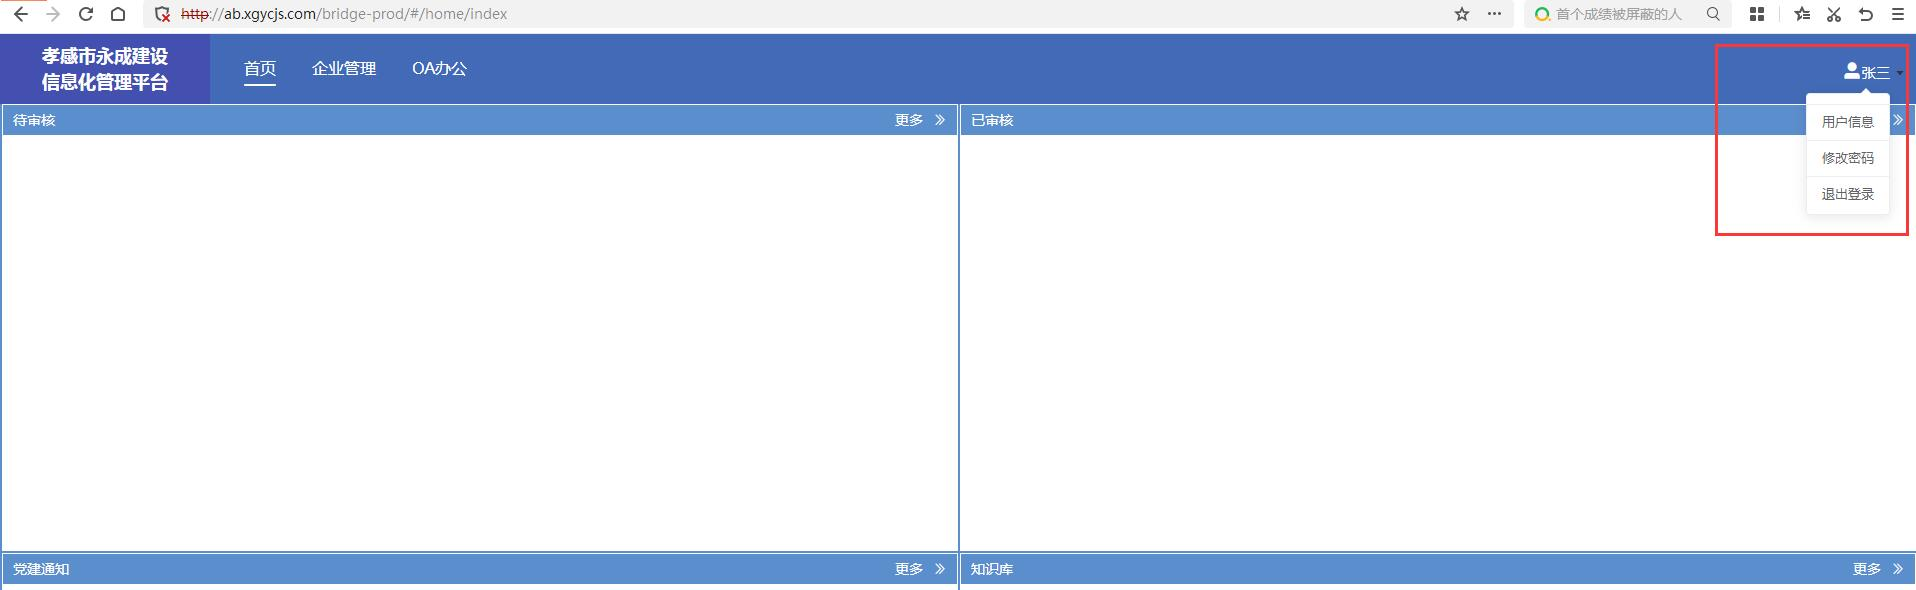 http://ab.xgycjs.com/bridge-prod/#/home/index
首个成绩被屏蔽的人
孝感市永成建设
信息化管理平台
首页
企业管理
OA办公
张三
待审核
更多
已审核
用户信息
修改密码
退出登录
党建通知
更多
知识库
更多